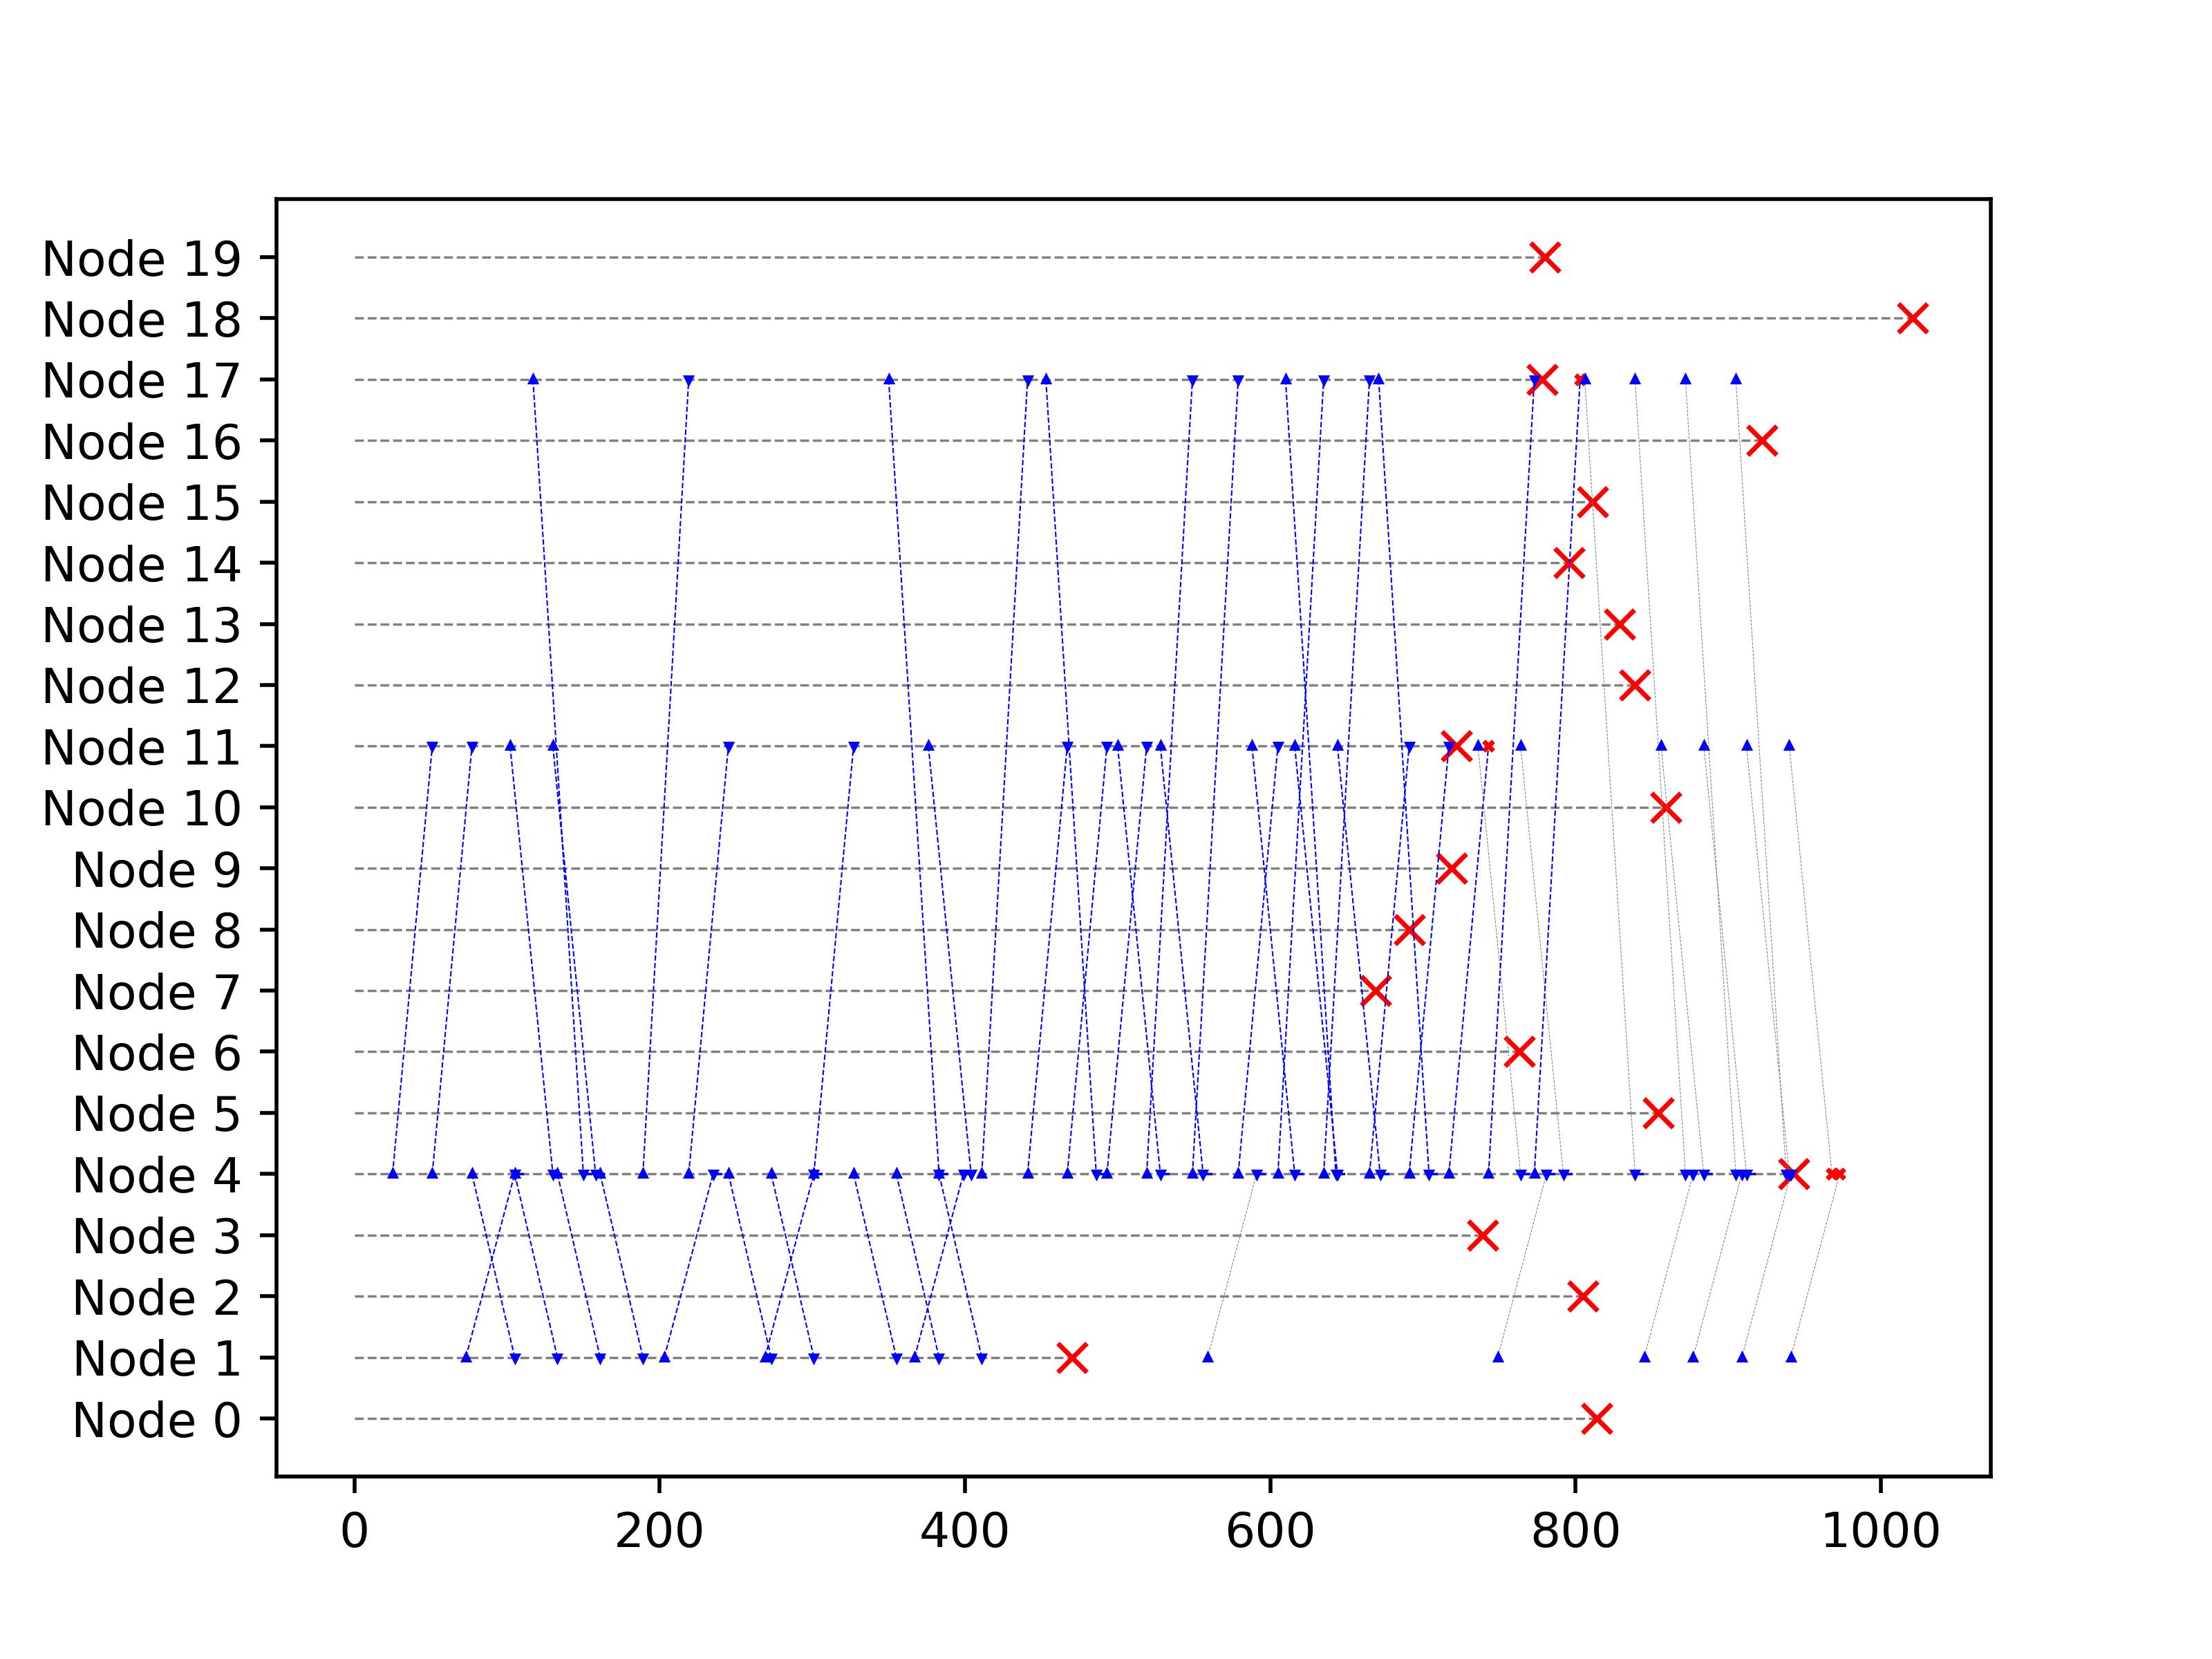 Node 19
Node 18
Node 17
Node 16
Node 15
Node 14
Node 13
Node 12
Node 11
Node 10
Node 9
Node 8
Node 7
Node 6
Node 5
Node 4
Node 3
Node 2
Node 1
Node 0
0 200 400 600 800 1000